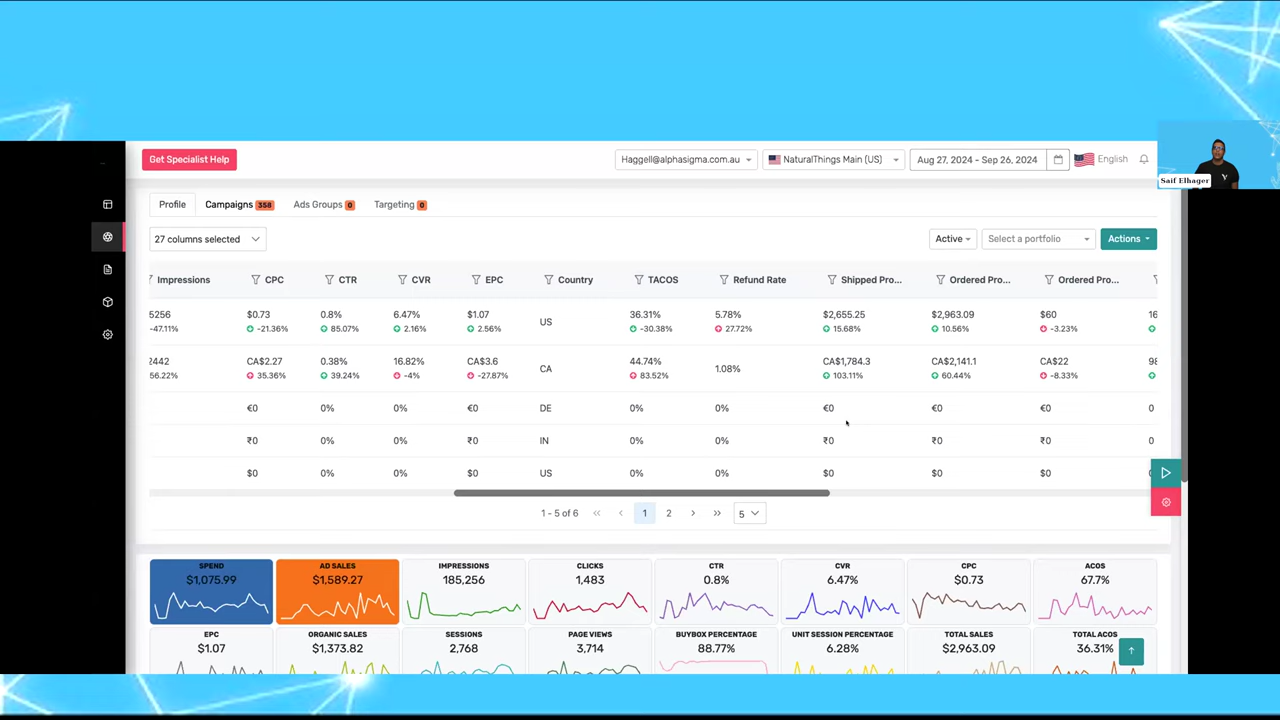 Get Specialist Help
Haggell@alphasigma.com.au
NaturalThings Main (US)
Aug 27, 2024 - Sep 26, 2024
English
Saif Elhager
Profile
Campaigns 358
Ads Groups 0
Targeting 0
27 columns selected
Active
Select a portfolio
Actions
Impressions CPC CTR CVR EPC Country TACOS Refund Rate Shipped Pro... Ordered Pro... Ordered Pro...
5256 $0.73 0.8% 6.47% $1.07 US 36.31% 5.78% $2,655.25 $2,963.09 $60 16
-47.11% -21.36% 85.07% 2.16% 2.56% -30.38% 27.72% 15.68% 10.56% -3.23%
2442 CA$2.27 0.38% 16.82% CA$3.6 CA 44.74% 1.08% CA$1,784.3 CA$2,141.1 CA$22 98
56.22% 35.36% 39.24% -4% -27.87% 83.52% 103.11% 60.44% -8.33%
€0 0% 0% €0 DE 0% 0% €0 €0 €0 0
₹0 0% 0% ₹0 IN 0% 0% ₹0 ₹0 ₹0 0
$0 0% 0% $0 US 0% 0% $0 $0 $0 0
1 - 5 of 6 « ‹ 1 2 › » 5
SPEND AD SALES IMPRESSIONS CLICKS CTR CVR CPC ACOS
$1,075.99 $1,589.27 185,256 1,483 0.8% 6.47% $0.73 67.7%
EPC ORGANIC SALES SESSIONS PAGE VIEWS BUYBOX PERCENTAGE UNIT SESSION PERCENTAGE TOTAL SALES TOTAL ACOS
$1.07 $1,373.82 2,768 3,714 88.77% 6.28% $2,963.09 36.31%